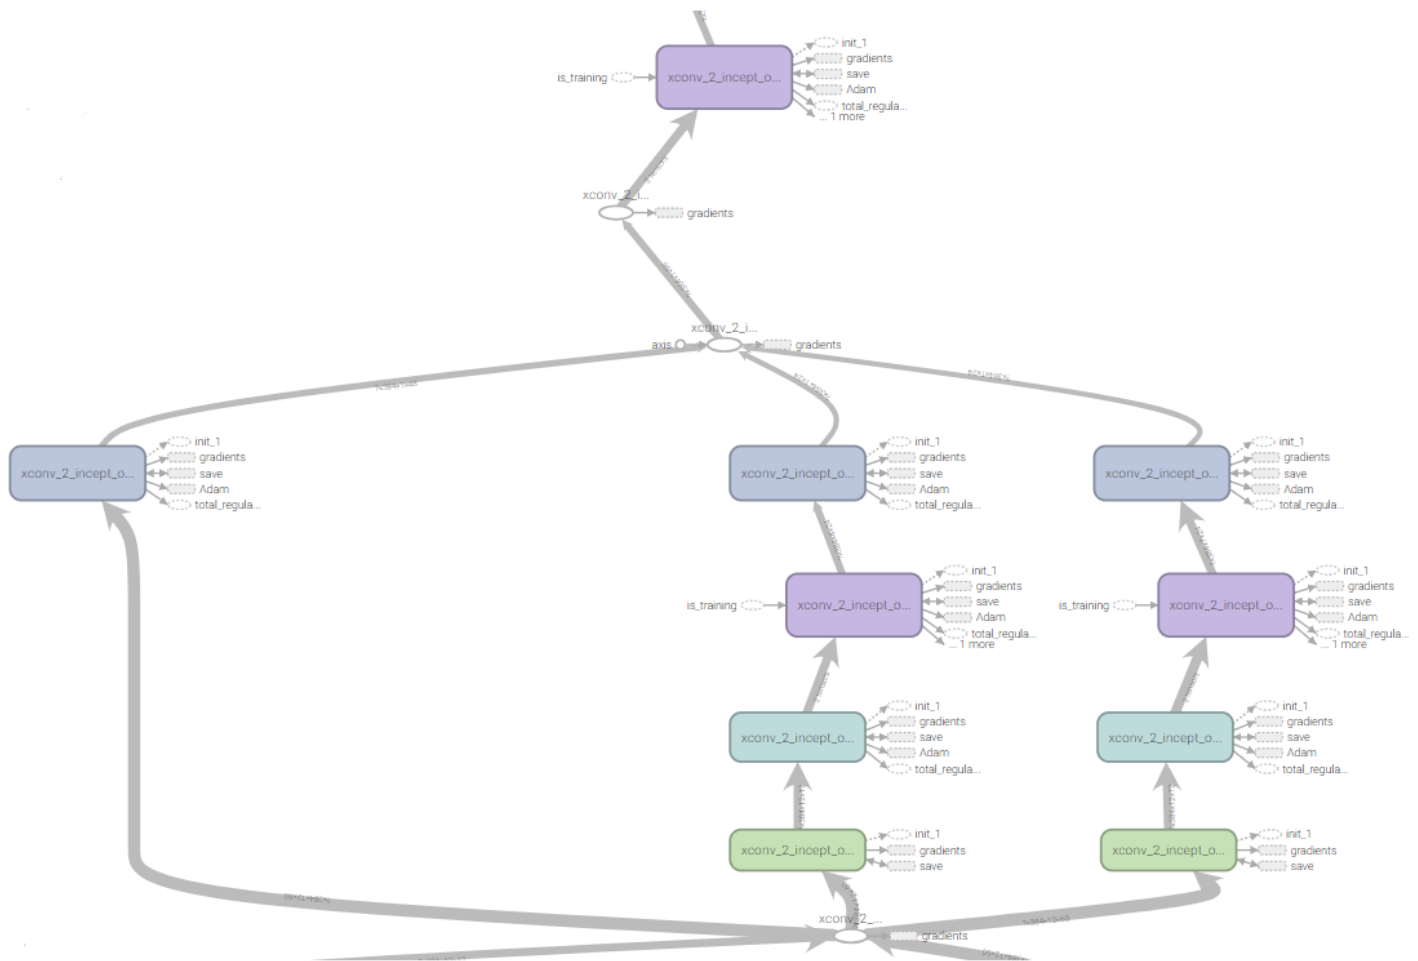 init_1
gradients
is_training
xconv_2_incept_o...
save
Adam
total_regula...
... 1 more
xconv_2_i...
gradients
xconv_2_i...
axis
gradients
init_1
gradients
xconv_2_incept_o...
save
Adam
total_regula...
init_1
gradients
xconv_2_incept_o...
save
Adam
total_regula...
init_1
gradients
xconv_2_incept_o...
save
Adam
total_regula...
init_1
gradients
is_training
xconv_2_incept_o...
save
Adam
total_regula...
... 1 more
init_1
gradients
is_training
xconv_2_incept_o...
save
Adam
total_regula...
... 1 more
init_1
gradients
xconv_2_incept_o...
save
Adam
total_regula...
init_1
gradients
xconv_2_incept_o...
save
Adam
total_regula...
init_1
xconv_2_incept_o...
gradients
save
init_1
xconv_2_incept_o...
gradients
save
xconv_2_...
gradients